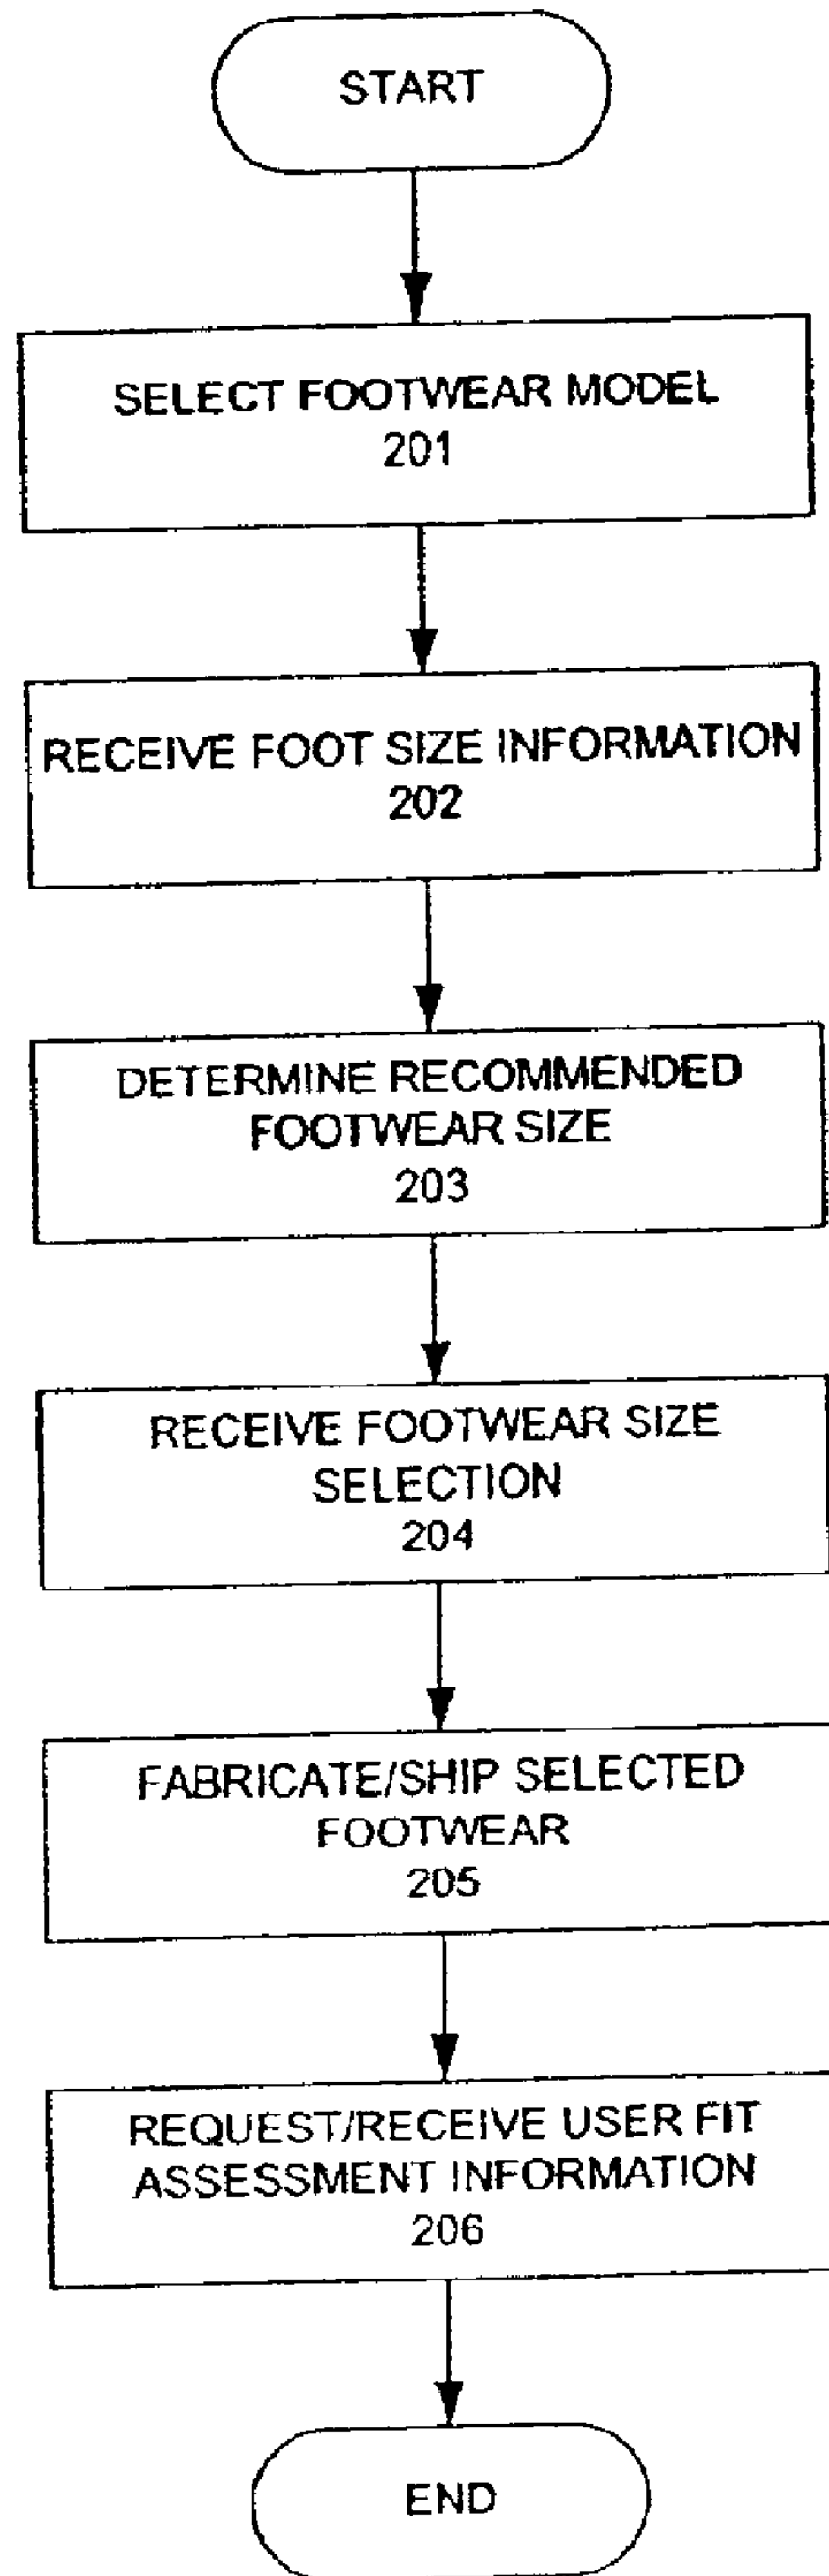 START
SELECT FOOTWEAR MODEL
201
RECEIVE FOOT SIZE INFORMATION
202
DETERMINE RECOMMENDED
FOOTWEAR SIZE
203
RECEIVE FOOTWEAR SIZE
SELECTION
204
FABRICATE/SHIP SELECTED
FOOTWEAR
205
REQUEST/RECEIVE USER FIT
ASSESSMENT INFORMATION
206
END